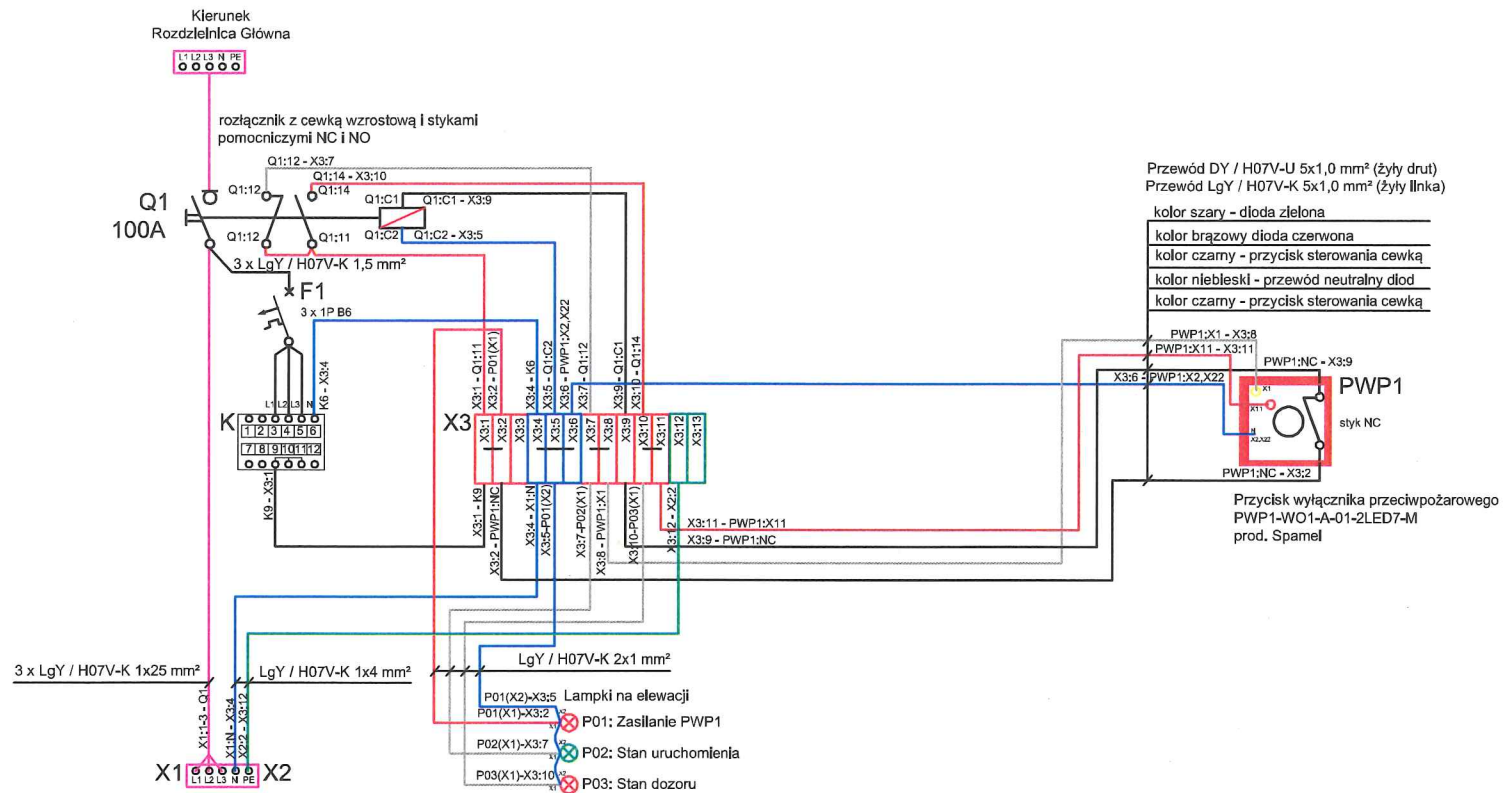 Kierunek
Rozdzielnica Główna
L1 L2 L3 N PE
rozłącznik z cewką wzrostową i stykami
pomocniczymi NC i NO
Q1:12 - X3:7
Q1:14 - X3:10
Q1:12
Q1:14
Q1:C1
Q1:C1 - X3:9
Q1
100A
Q1:12
Q1:11
Q1:C2
Q1:C2 - X3:5
3 x LgY / H07V-K 1,5 mm²
F1
3 x 1P B6
L1 L2 L3 N
K6 - X3:4
K
1 2 3 4 5 6
7 8 9 10 11 12
K9 - X3:1
X3:1 - Q1:11
X3:2 - P01(X1)
X3:4 - K6
X3:5 - Q1:C2
X3:6 - PWP1:X2,X22
X3:7 - Q1:12
X3:9 - Q1:C1
X3:10 - Q1:14
X3
X3:1
X3:2
X3:3
X3:4
X3:5
X3:6
X3:7
X3:8
X3:9
X3:10
X3:11
X3:12
X3:13
X3:1 - K9
X3:2 - PWP1:NC
X3:4 - X1:N
X3:5-P01(X2)
X3:7-P02(X1)
X3:8 - PWP1:X1
X3:10-P03(X1)
X3:12 - X2:2
X3:11 - PWP1:X11
X3:9 - PWP1:NC
Przewód DY / H07V-U 5x1,0 mm² (żyły drut)
Przewód LgY / H07V-K 5x1,0 mm² (żyły linka)
kolor szary - dioda zielona
kolor brązowy dioda czerwona
kolor czarny - przycisk sterowania cewką
kolor niebleski - przewód neutralny diod
kolor czarny - przycisk sterowania cewką
PWP1:X1 - X3:8
PWP1:X11 - X3:11
PWP1:NC - X3:9
X3:6 - PWP1:X2,X22
PWP1
X1
X11
N
X2,X22
styk NC
PWP1:NC - X3:2
Przycisk wyłącznika przeciwpożarowego
PWP1-WO1-A-01-2LED7-M
prod. Spamel
3 x LgY / H07V-K 1x25 mm²
LgY / H07V-K 1x4 mm²
LgY / H07V-K 2x1 mm²
X1:1-3 - Q1
X1:N - X3:4
X2:2 - X3:12
X1
L1 L2 L3 N PE
X2
P01(X2)-X3:5
Lampki na elewacji
P01(X1)-X3:2
X2
X1
P01: Zasilanie PWP1
P02(X1)-X3:7
X2
X1
P02: Stan uruchomienia
P03(X1)-X3:10
X2
X1
P03: Stan dozoru